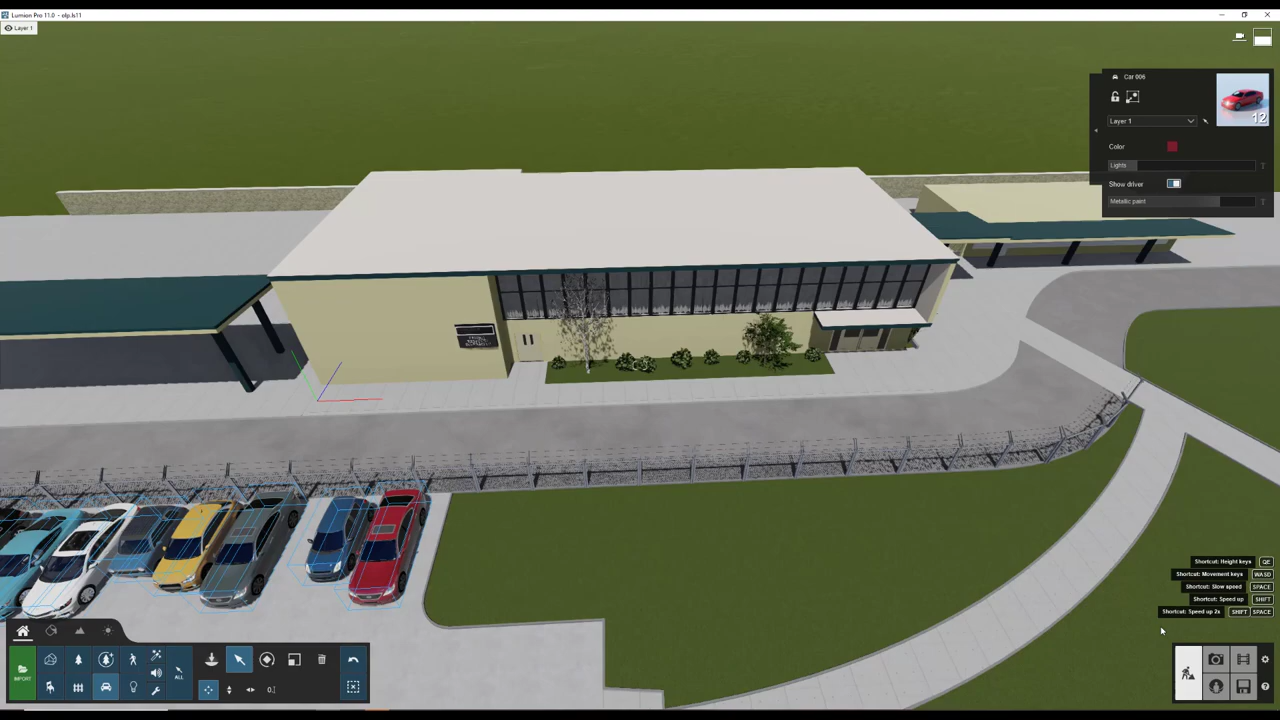 Lumion Pro 11.0 - olp.ls11
Layer 1
Car 006
12
Layer 1
Color
Lights
Show driver
Metallic paint
Shortcut: Height keys QE
Shortcut: Movement keys WASD
Shortcut: Slow speed SPACE
Shortcut: Speed up SHIFT
Shortcut: Speed up 2x SHIFT SPACE
IMPORT
ALL